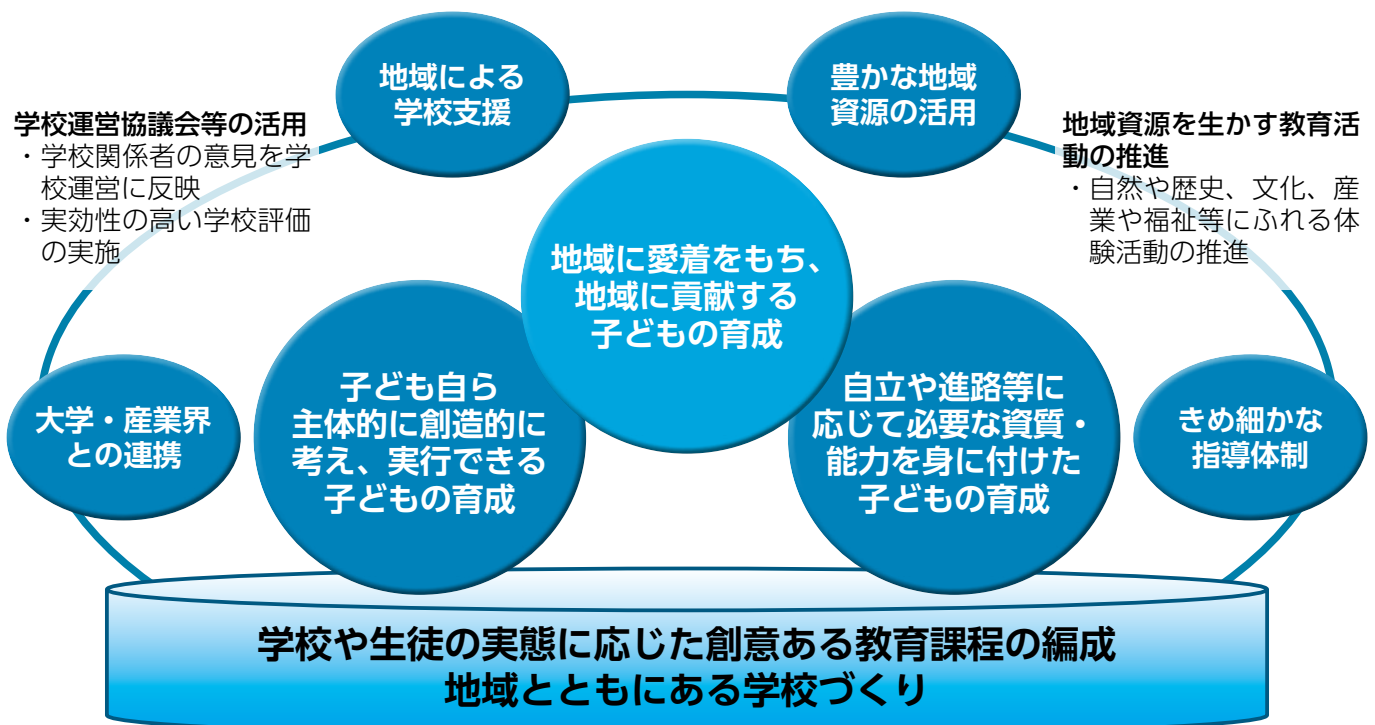 地域による
学校支援
豊かな地域
資源の活用
学校運営協議会等の活用
・学校関係者の意見を学
校運営に反映
・実効性の高い学校評価
の実施
地域資源を生かす教育活
動の推進
・自然や歴史、文化、産
業や福祉等にふれる体
験活動の推進
地域に愛着をもち、
地域に貢献する
子どもの育成
大学・産業界
との連携
子ども自ら
主体的に創造的に
考え、実行できる
子どもの育成
自立や進路等に
応じて必要な資質・
能力を身に付けた
子どもの育成
きめ細かな
指導体制
学校や生徒の実態に応じた創意ある教育課程の編成
地域とともにある学校づくり